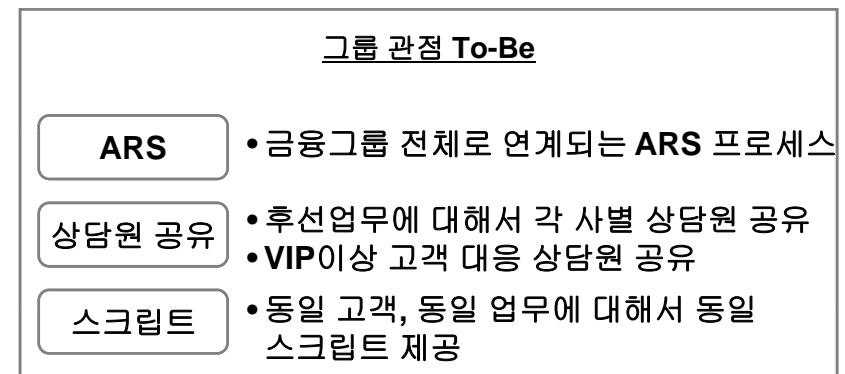 그룹 관점 To-Be
ARS
• 금융그룹 전체로 연계되는 ARS 프로세스
상담원 공유
• 후선업무에 대해서 각 사별 상담원 공유
• VIP이상 고객 대응 상담원 공유
스크립트
• 동일 고객, 동일 업무에 대해서 동일
스크립트 제공